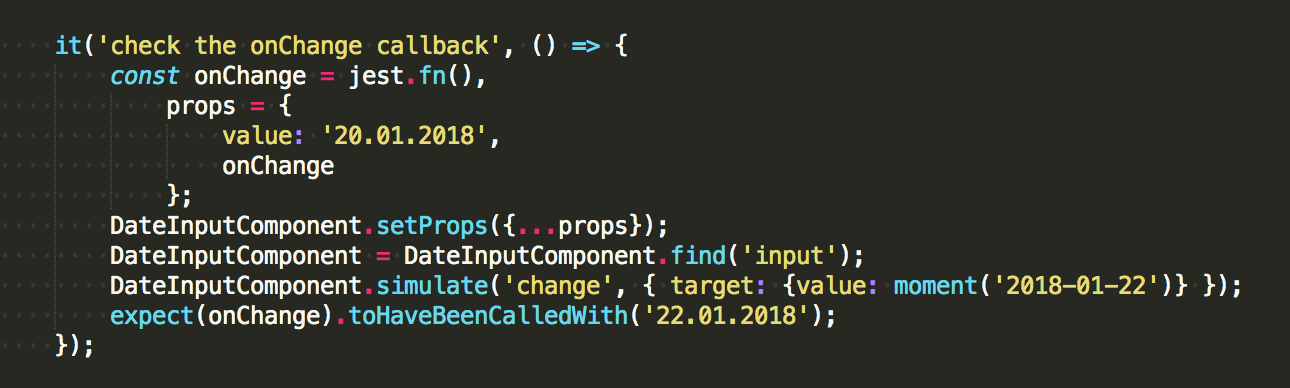 it('check the onChange callback', () => {
const onChange = jest.fn(),
props = {
value: '20.01.2018',
onChange
};
DateInputComponent.setProps({...props});
DateInputComponent = DateInputComponent.find('input');
DateInputComponent.simulate('change', { target: {value: moment('2018-01-22')} });
expect(onChange).toHaveBeenCalledWith('22.01.2018');
});